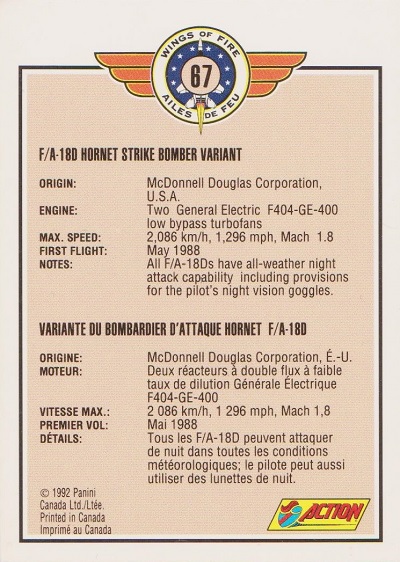 WINGS OF FIRE
67
AILES DE FEU
F/A-18D HORNET STRIKE BOMBER VARIANT
ORIGIN: McDonnell Douglas Corporation,
U.S.A.
ENGINE: Two General Electric F404-GE-400
low bypass turbofans
MAX. SPEED: 2,086 km/h, 1,296 mph, Mach 1.8
FIRST FLIGHT: May 1988
NOTES: All F/A-18Ds have all-weather night
attack capability including provisions
for the pilot's night vision goggles.
VARIANTE DU BOMBARDIER D'ATTAQUE HORNET F/A-18D
ORIGINE: McDonnell Douglas Corporation, É.-U.
MOTEUR: Deux réacteurs à double flux à faible
taux de dilution Générale Électrique
F404-GE-400
VITESSE MAX.: 2 086 km/h, 1 296 mph, Mach 1,8
PREMIER VOL: Mai 1988
DÉTAILS: Tous les F/A-18D peuvent attaquer
de nuit dans toutes les conditions
météorologiques; le pilote peut aussi
utiliser des lunettes de nuit.
© 1992 Panini
Canada Ltd./Ltée.
Printed in Canada
Imprimé au Canada
ACTION